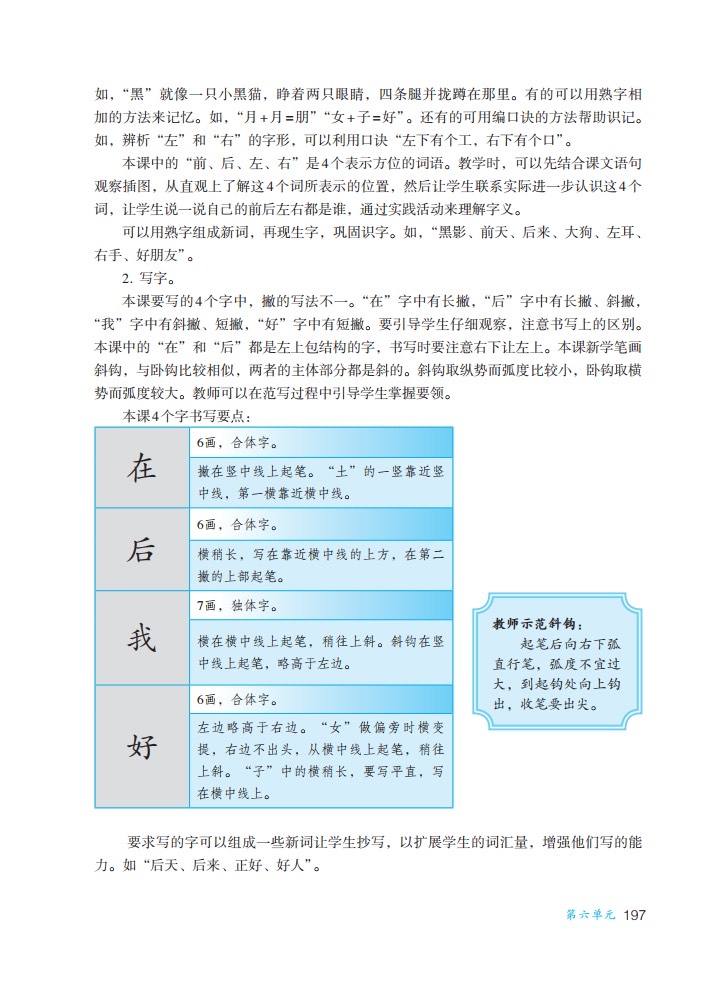 如，“黑”就像一只小黑猫，睁着两只眼睛，四条腿并拢蹲在那里。有的可以用熟字相
加的方法来记忆。如，“月+月=朋”“女+子=好”。还有的可用编口诀的方法帮助识记。
如，辨析“左”和“右”的字形，可以利用口诀“左下有个工，右下有个口”。
本课中的“前、后、左、右”是4个表示方位的词语。教学时，可以先结合课文语句
观察插图，从直观上了解这4个词所表示的位置，然后让学生联系实际进一步认识这4个
词，让学生说一说自己的前后左右都是谁，通过实践活动来理解字义。
可以用熟字组成新词，再现生字，巩固识字。如，“黑影、前天、后来、大狗、左耳、
右手、好朋友”。
2. 写字。
本课要写的4个字中，撇的写法不一。“在”字中有长撇，“后”字中有长撇、斜撇，
“我”字中有斜撇、短撇，“好”字中有短撇。要引导学生仔细观察，注意书写上的区别。
本课中的“在”和“后”都是左上包结构的字，书写时要注意右下让左上。本课新学笔画
斜钩，与卧钩比较相似，两者的主体部分都是斜的。斜钩取纵势而弧度比较小，卧钩取横
势而弧度较大。教师可以在范写过程中引导学生掌握要领。
本课4个字书写要点：
在
6画，合体字。
撇在竖中线上起笔。“土”的一竖靠近竖
中线，第一横靠近横中线。
后
6画，合体字。
横稍长，写在靠近横中线的上方，在第二
撇的上部起笔。
我
7画，独体字。
横在横中线上起笔，稍往上斜。斜钩在竖
中线上起笔，略高于左边。
好
6画，合体字。
左边略高于右边。“女”做偏旁时横变
提，右边不出头，从横中线上起笔，稍往
上斜。“子”中的横稍长，要写平直，写
在横中线上。
教师示范斜钩：
起笔后向右下弧
直行笔，弧度不宜过
大，到起钩处向上钩
出，收笔要出尖。
要求写的字可以组成一些新词让学生抄写，以扩展学生的词汇量，增强他们写的能
力。如“后天、后来、正好、好人”。
第六单元 197